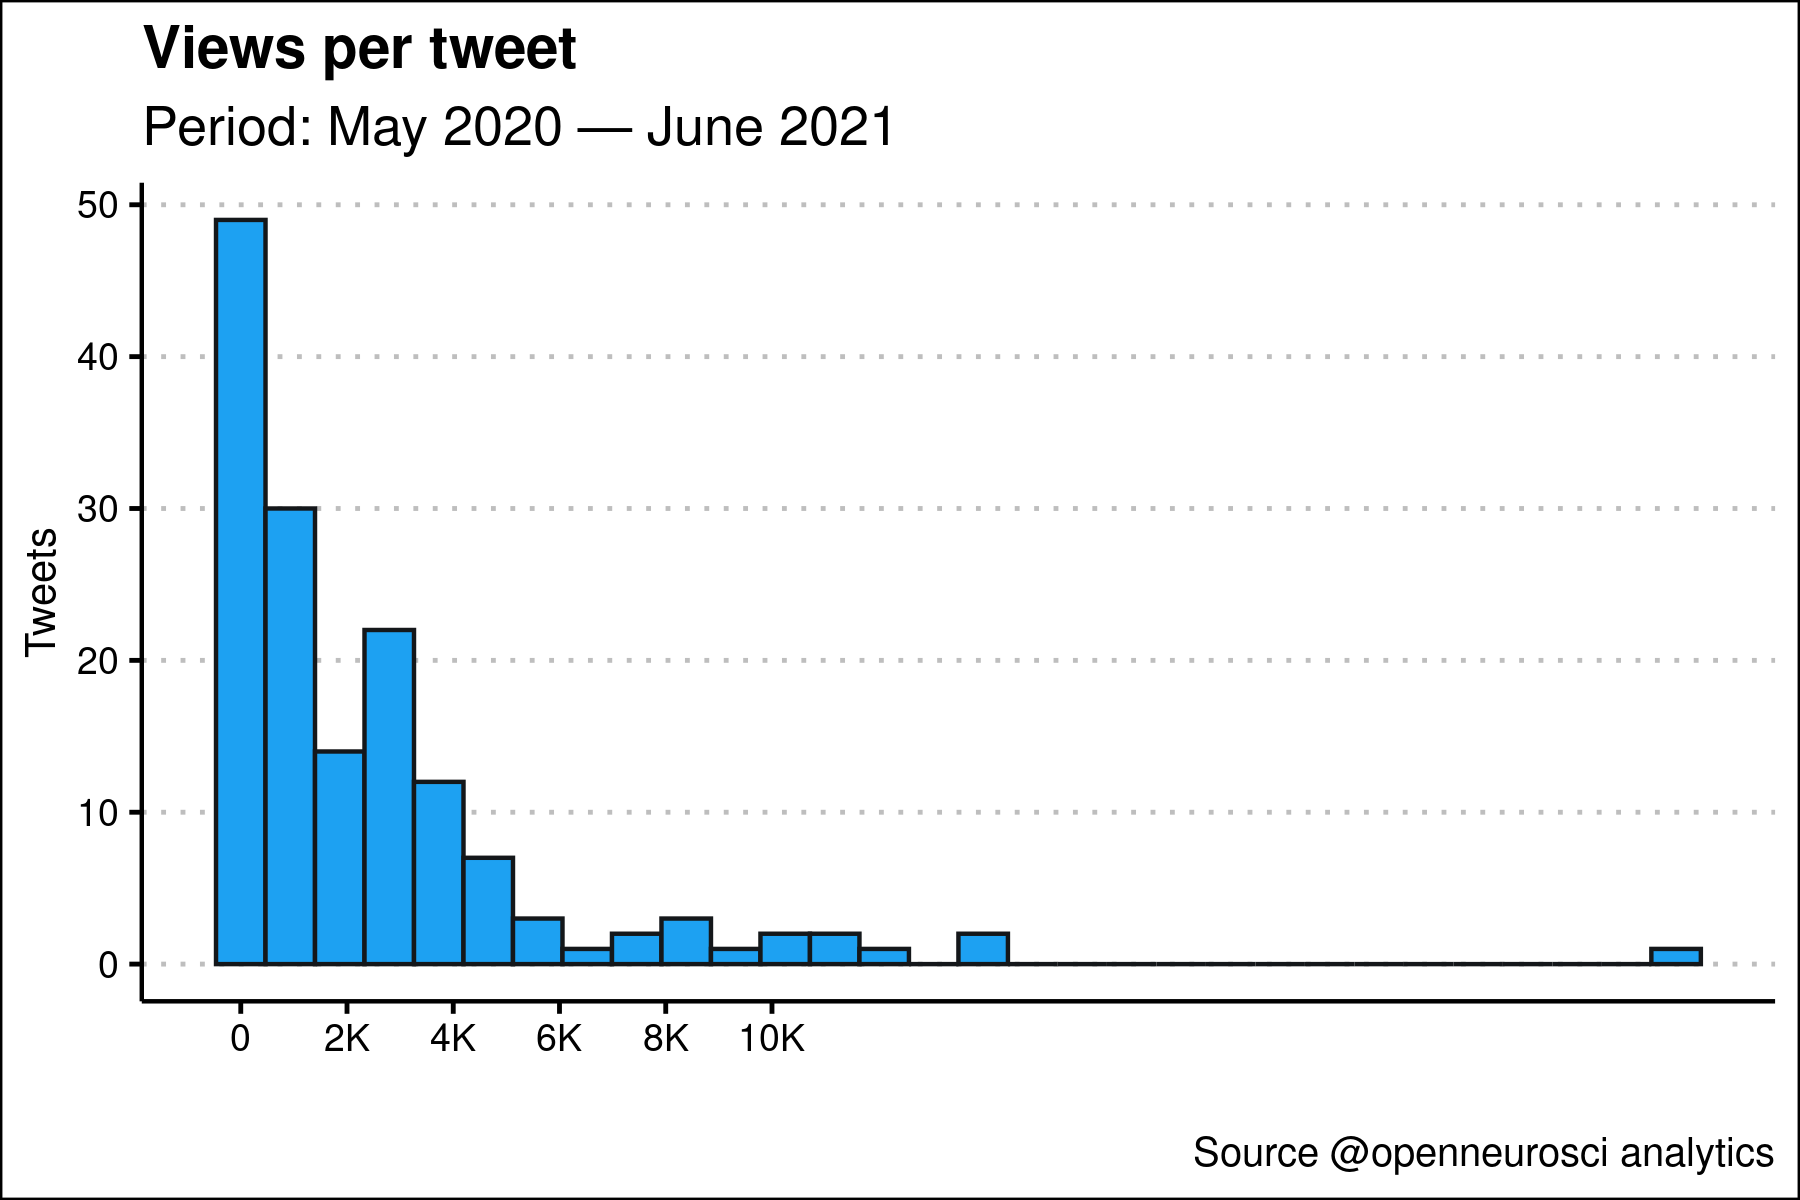 Views per tweet
Period: May 2020 — June 2021
50
40
30
20
10
0
Tweets
0 2K 4K 6K 8K 10K
Source @openneurosci analytics